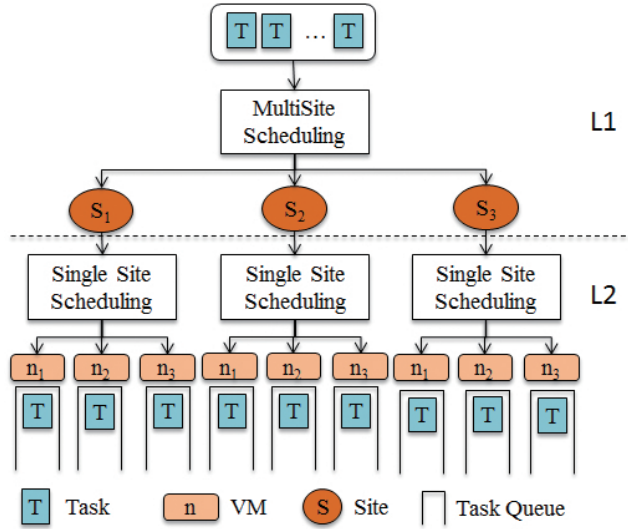 T T ... T
MultiSite
Scheduling
L1
S1 S2 S3
Single Site Single Site Single Site
Scheduling Scheduling Scheduling
L2
n1 n2 n3 n1 n2 n3 n1 n2 n3
T T T T T T T T T
T Task n VM S Site Task Queue